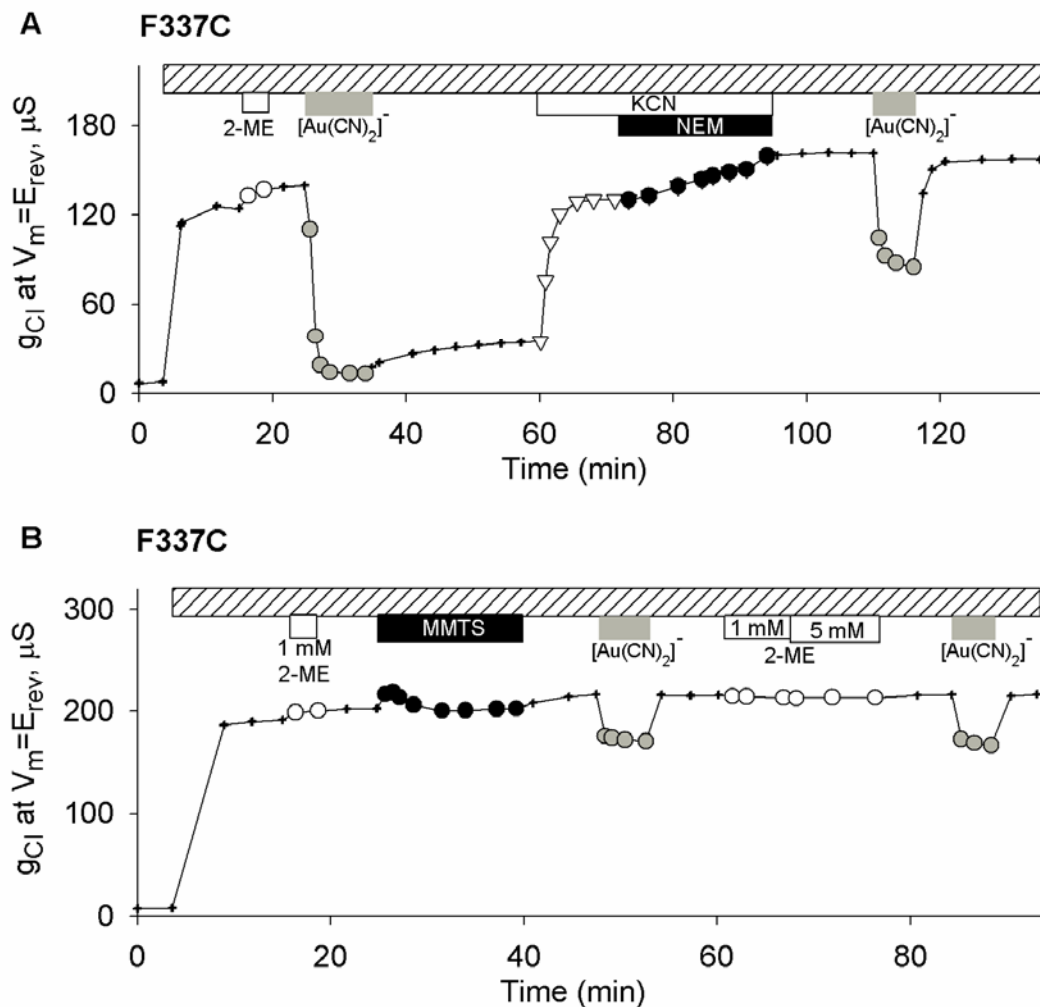 A
F337C
KCN
2-ME
[Au(CN)2]-
NEM
[Au(CN)2]-
gCl at Vm=Erev, µS
180
120
60
0
0 20 40 60 80 100 120
Time (min)
B
F337C
300
200
100
0
gCl at Vm=Erev, µS
1 mM
2-ME
MMTS
[Au(CN)2]-
1 mM 5 mM
2-ME
[Au(CN)2]-
0 20 40 60 80
Time (min)